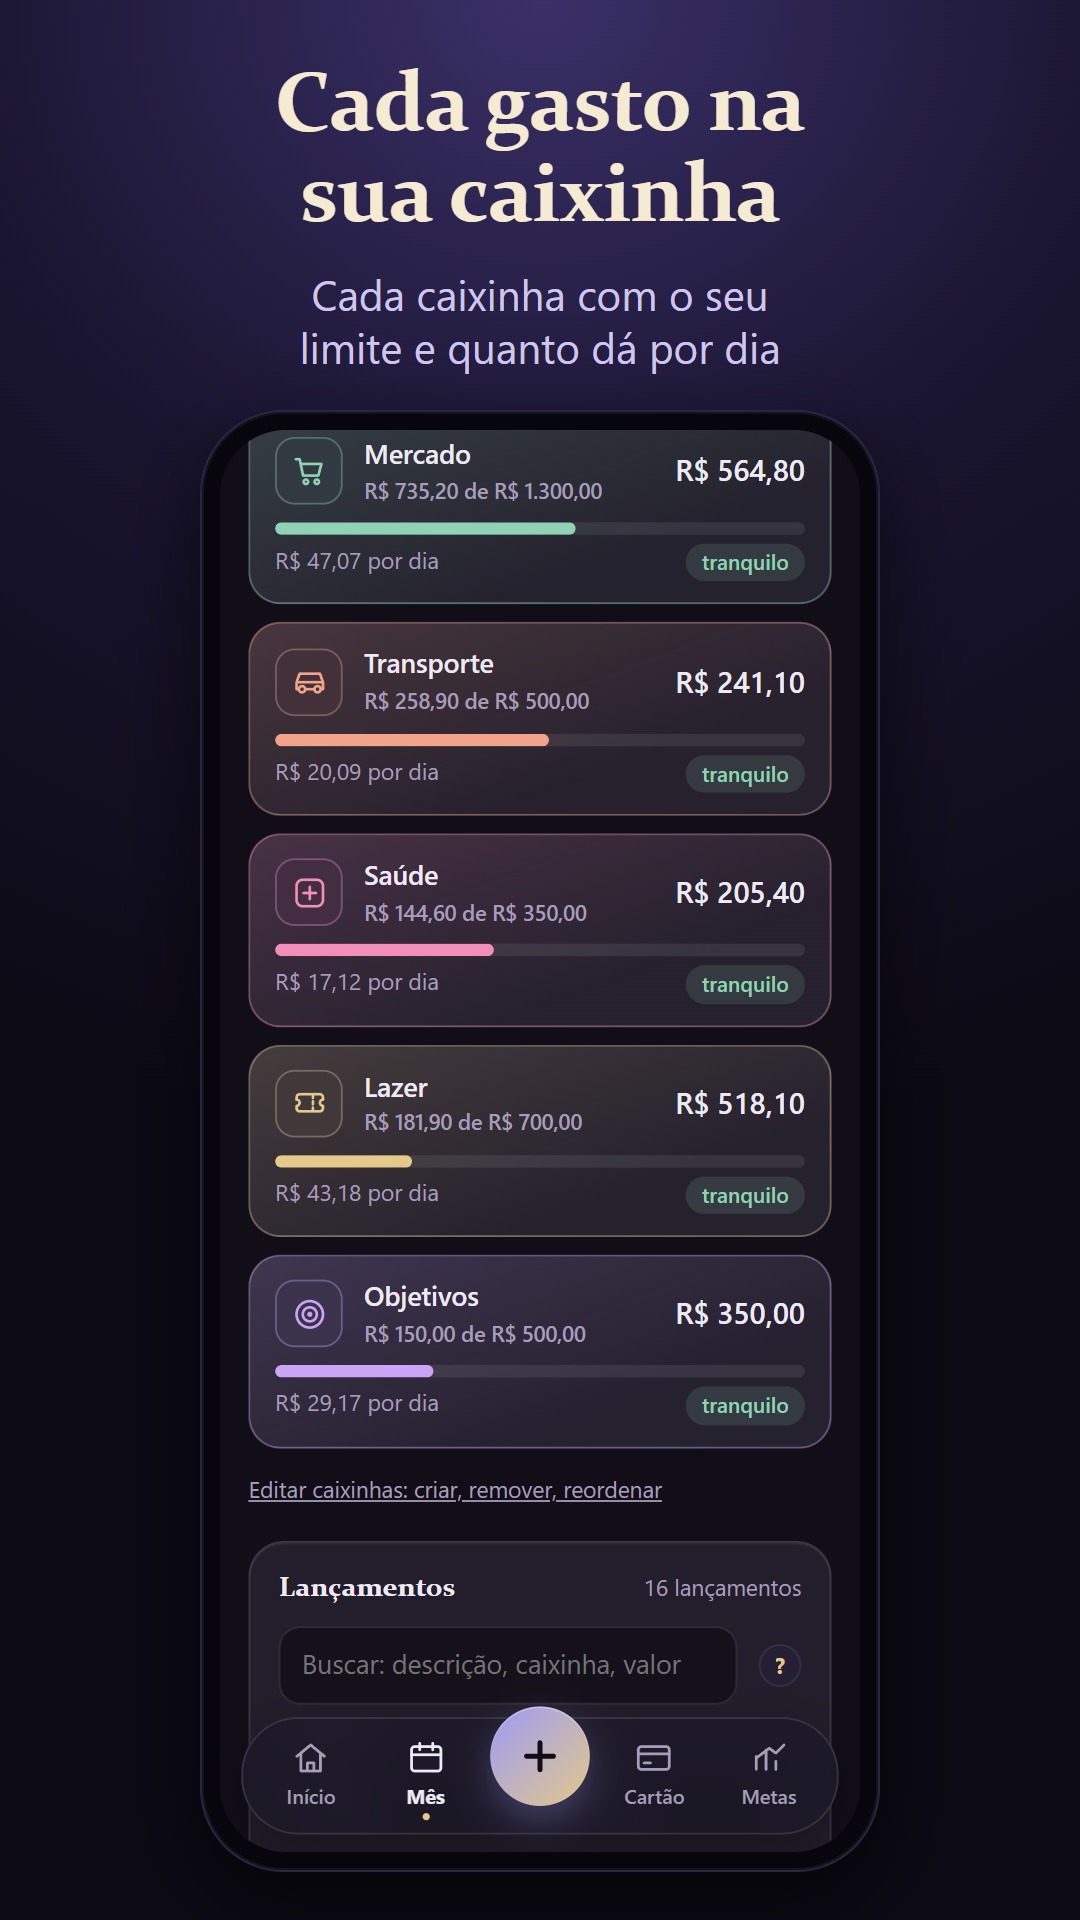 Cada gasto na
sua caixinha
Cada caixinha com o seu
limite e quanto dá por dia
Mercado
R$ 735,20 de R$ 1.300,00
R$ 564,80
R$ 47,07 por dia
tranquilo
Transporte
R$ 258,90 de R$ 500,00
R$ 241,10
R$ 20,09 por dia
tranquilo
Saúde
R$ 144,60 de R$ 350,00
R$ 205,40
R$ 17,12 por dia
tranquilo
Lazer
R$ 181,90 de R$ 700,00
R$ 518,10
R$ 43,18 por dia
tranquilo
Objetivos
R$ 150,00 de R$ 500,00
R$ 350,00
R$ 29,17 por dia
tranquilo
Editar caixinhas: criar, remover, reordenar
Lançamentos
16 lançamentos
Buscar: descrição, caixinha, valor
?
Início
Mês
+
Cartão
Metas